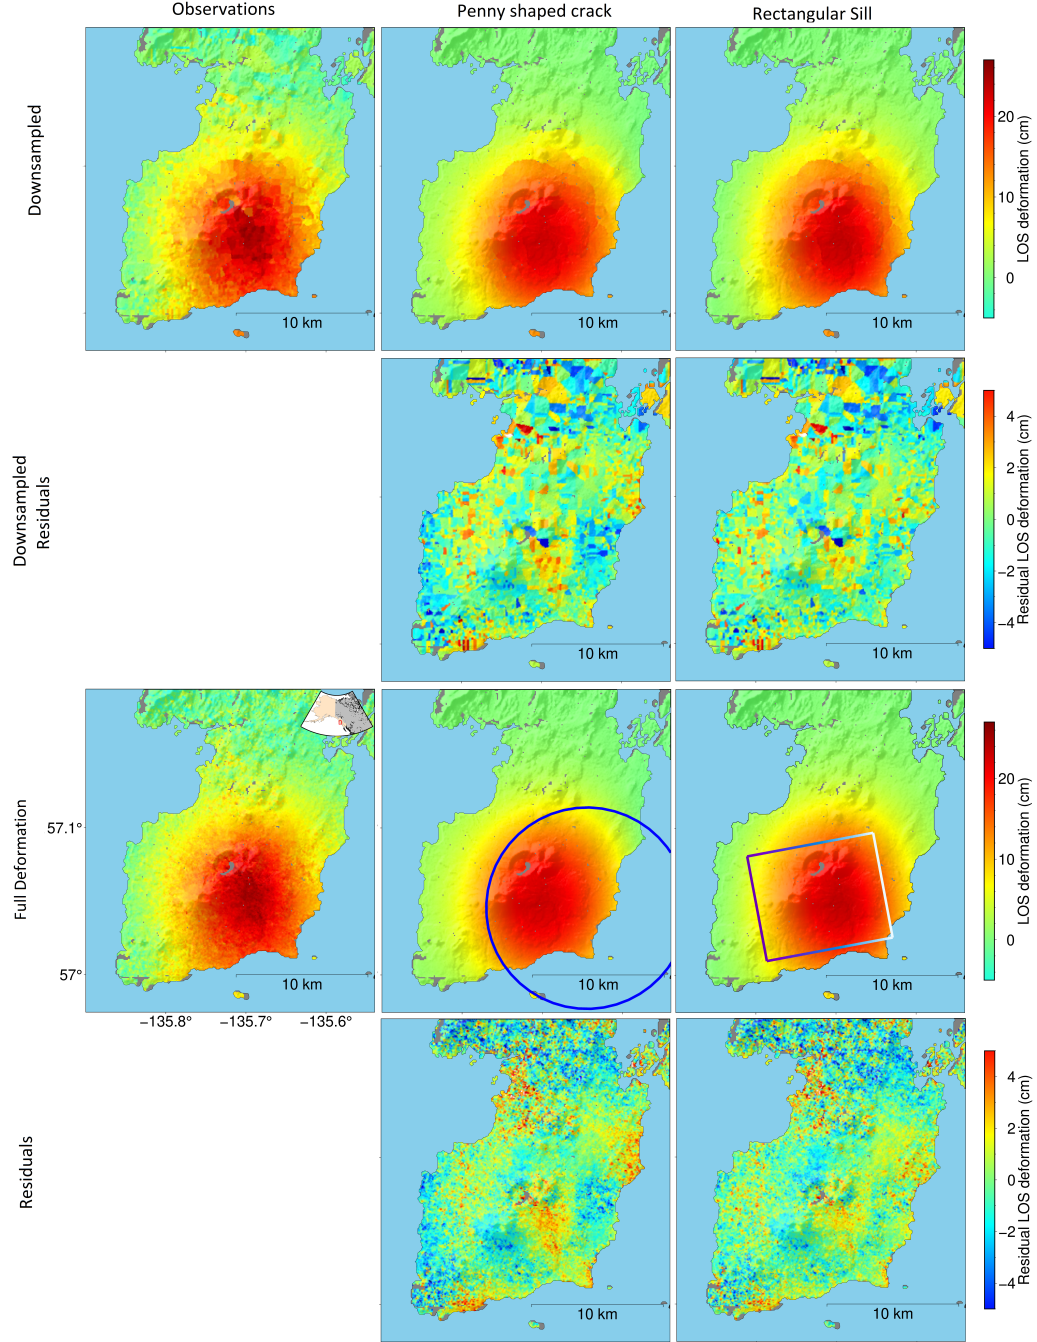 Observations
Penny shaped crack
Rectangular Sill
Downsampled
10 km
10 km
10 km
20
10
0
LOS deformation (cm)
Downsampled
Residuals
10 km
10 km
4
2
0
−2
−4
Residual LOS deformation (cm)
Full Deformation
57.1°
57°
10 km
10 km
10 km
−135.8°
−135.7°
−135.6°
20
10
0
LOS deformation (cm)
Residuals
10 km
10 km
4
2
0
−2
−4
Residual LOS deformation (cm)